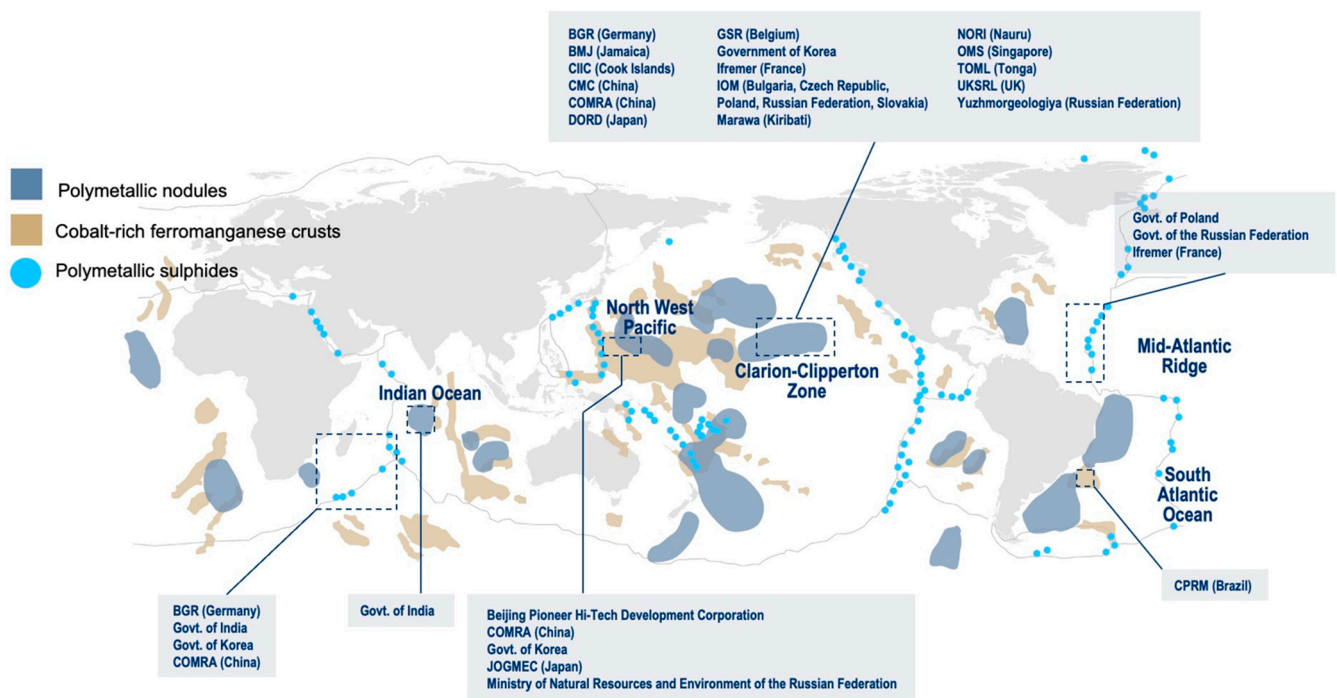 BGR (Germany)
BMJ (Jamaica)
CIIC (Cook Islands)
CMC (China)
COMRA (China)
DORD (Japan)
GSR (Belgium)
Government of Korea
Ifremer (France)
IOM (Bulgaria, Czech Republic,
Poland, Russian Federation, Slovakia)
Marawa (Kiribati)
NORI (Nauru)
OMS (Singapore)
TOML (Tonga)
UKSRL (UK)
Yuzhmorgeologiya (Russian Federation)
Polymetallic nodules
Cobalt-rich ferromanganese crusts
Polymetallic sulphides
Govt. of Poland
Govt. of the Russian Federation
Ifremer (France)
North West
Pacific
Clarion-Clipperton
Zone
Mid-Atlantic
Ridge
Indian Ocean
South
Atlantic
Ocean
BGR (Germany)
Govt. of India
Govt. of Korea
COMRA (China)
Govt. of India
Beijing Pioneer Hi-Tech Development Corporation
COMRA (China)
Govt. of Korea
JOGMEC (Japan)
Ministry of Natural Resources and Environment of the Russian Federation
CPRM (Brazil)